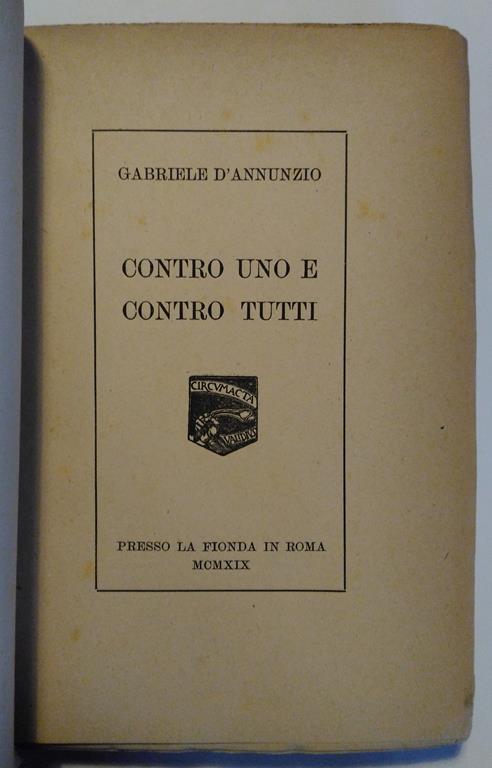 GABRIELE D'ANNUNZIO
CONTRO UNO E
CONTRO TUTTI
CIRCVMACTA
VALIDIVS
PRESSO LA FIONDA IN ROMA
MCMXIX